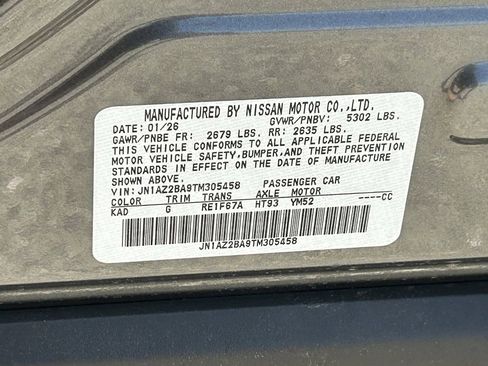 MANUFACTURED BY NISSAN MOTOR CO.,LTD.
DATE: 01/26 GVWR/PNBV: 5302 LBS.
GAWR/PNBE FR: 2679 LBS. RR: 2635 LBS.
THIS VEHICLE CONFORMS TO ALL APPLICABLE FEDERAL
MOTOR VEHICLE SAFETY, BUMPER, AND THEFT PREVENTION
STANDARDS IN EFFECT ON THE DATE OF MANUFACTURE
SHOWN ABOVE.
VIN: JN1AZ2BA9TM305458 PASSENGER CAR
COLOR TRIM TRANS AXLE MOTOR
KAD G RE1F67A HT93 YM52 ----CC
JN1AZ2BA9TM305458